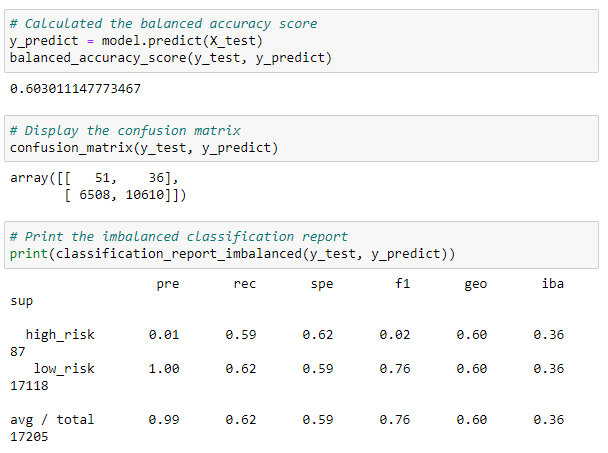 # Calculated the balanced accuracy score
y_predict = model.predict(X_test)
balanced_accuracy_score(y_test, y_predict)
0.603011147773467
# Display the confusion matrix
confusion_matrix(y_test, y_predict)
array([[   51,    36],
       [ 6508, 10610]])
# Print the imbalanced classification report
print(classification_report_imbalanced(y_test, y_predict))
                   pre       rec       spe        f1       geo       iba
sup
  high_risk       0.01      0.59      0.62      0.02      0.60      0.36
87
   low_risk       1.00      0.62      0.59      0.76      0.60      0.36
17118
avg / total       0.99      0.62      0.59      0.76      0.60      0.36
17205